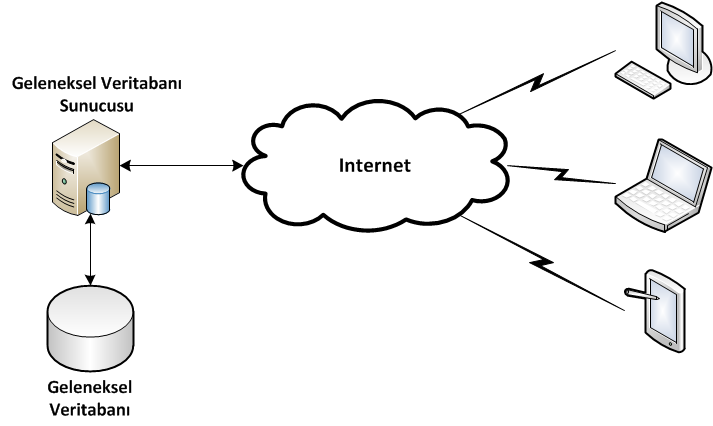 Geleneksel Veritabanı
Sunucusu
Internet
Geleneksel
Veritabanı